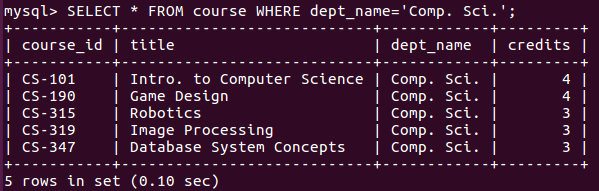 mysql> SELECT * FROM course WHERE dept_name='Comp. Sci.';
+-----------+----------------------------+------------+---------+
| course_id | title                      | dept_name  | credits |
+-----------+----------------------------+------------+---------+
| CS-101    | Intro. to Computer Science | Comp. Sci. |       4 |
| CS-190    | Game Design                | Comp. Sci. |       4 |
| CS-315    | Robotics                   | Comp. Sci. |       3 |
| CS-319    | Image Processing           | Comp. Sci. |       3 |
| CS-347    | Database System Concepts   | Comp. Sci. |       3 |
+-----------+----------------------------+------------+---------+
5 rows in set (0.10 sec)